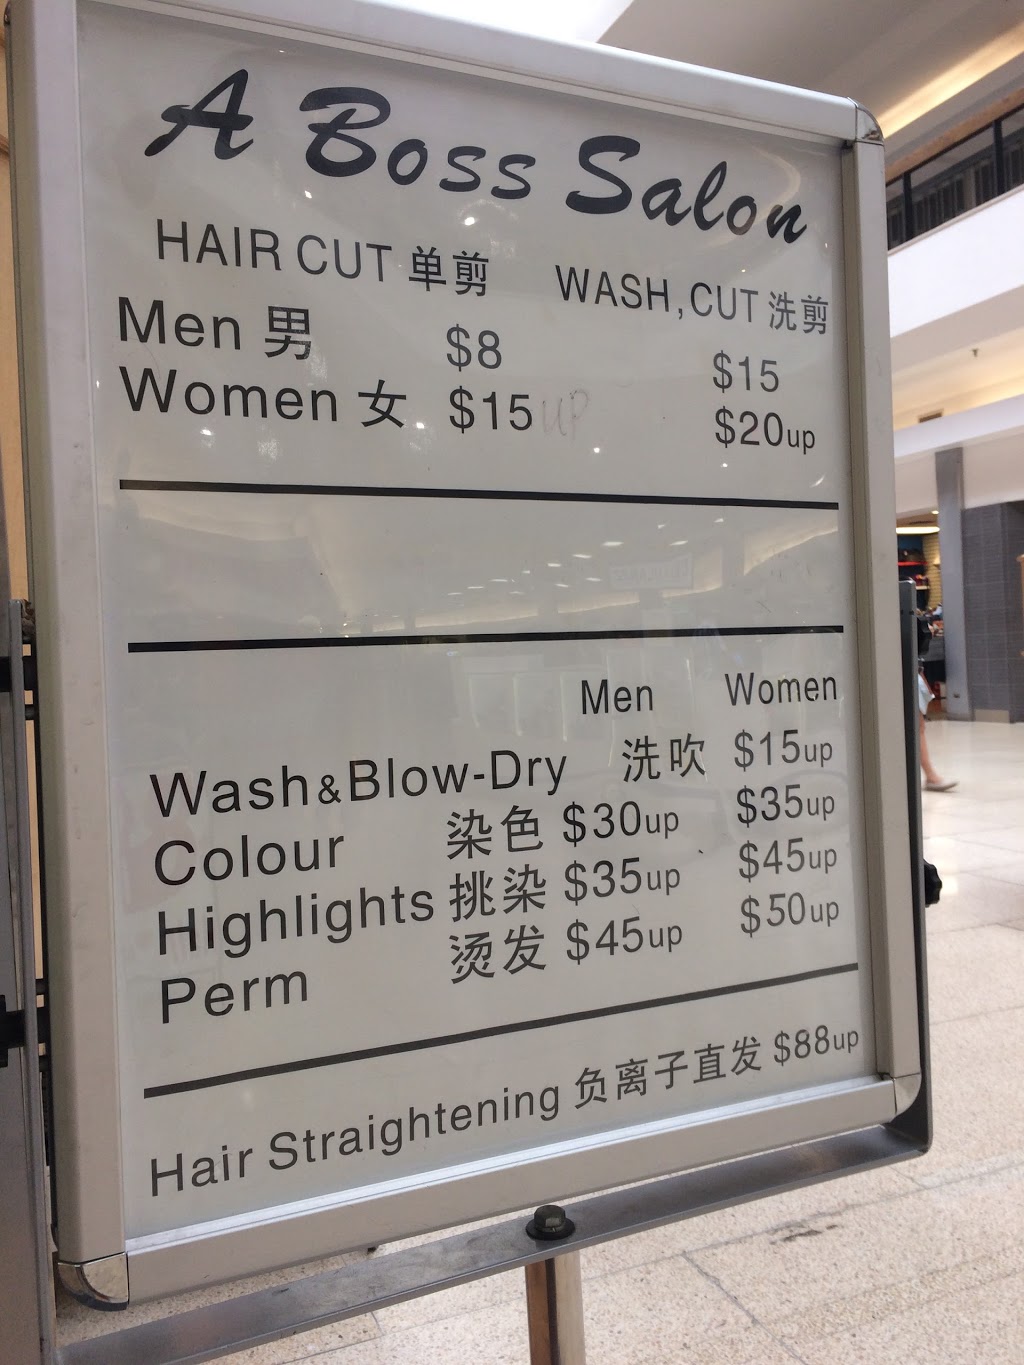 A Boss Salon
HAIR CUT 单剪 WASH,CUT 洗剪
Men 男 $8 $15
Women 女 $15 UP $20up
Men Women
Wash&Blow-Dry 洗吹 $15up
Colour 染色 $30up $35up
Highlights 挑染 $35up $45up
Perm 烫发 $45up $50up
Hair Straightening 负离子直发 $88up